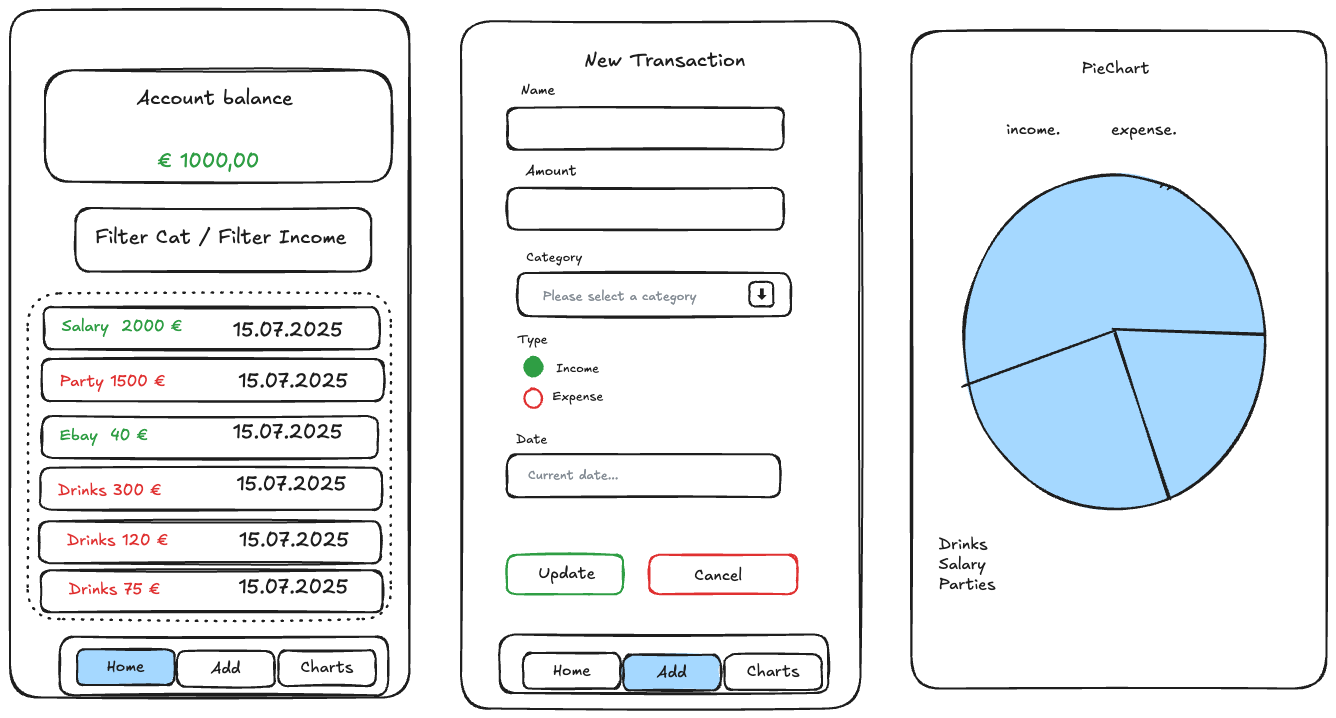 Account balance
€ 1000,00
Filter Cat / Filter Income
Salary 2000 € 15.07.2025
Party 1500 € 15.07.2025
Ebay 40 € 15.07.2025
Drinks 300 € 15.07.2025
Drinks 120 € 15.07.2025
Drinks 75 € 15.07.2025
Home Add Charts
New Transaction
Name
Amount
Category
Please select a category
Type
Income
Expense
Date
Current date...
Update Cancel
Home Add Charts
PieChart
income. expense.
Drinks
Salary
Parties